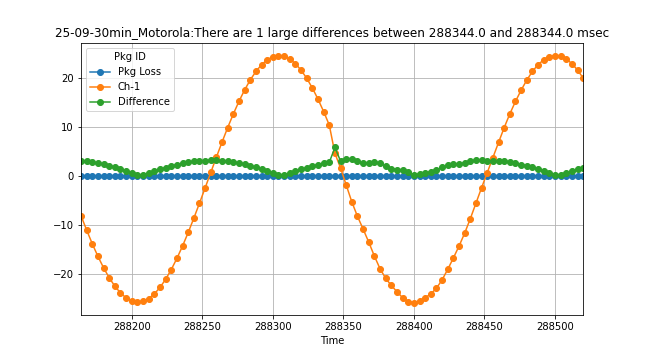 25-09-30min_Motorola:There are 1 large differences between 288344.0 and 288344.0 msec
Pkg ID
Pkg Loss
Ch-1
Difference
20
10
0
−10
−20
288200 288250 288300 288350 288400 288450 288500
Time